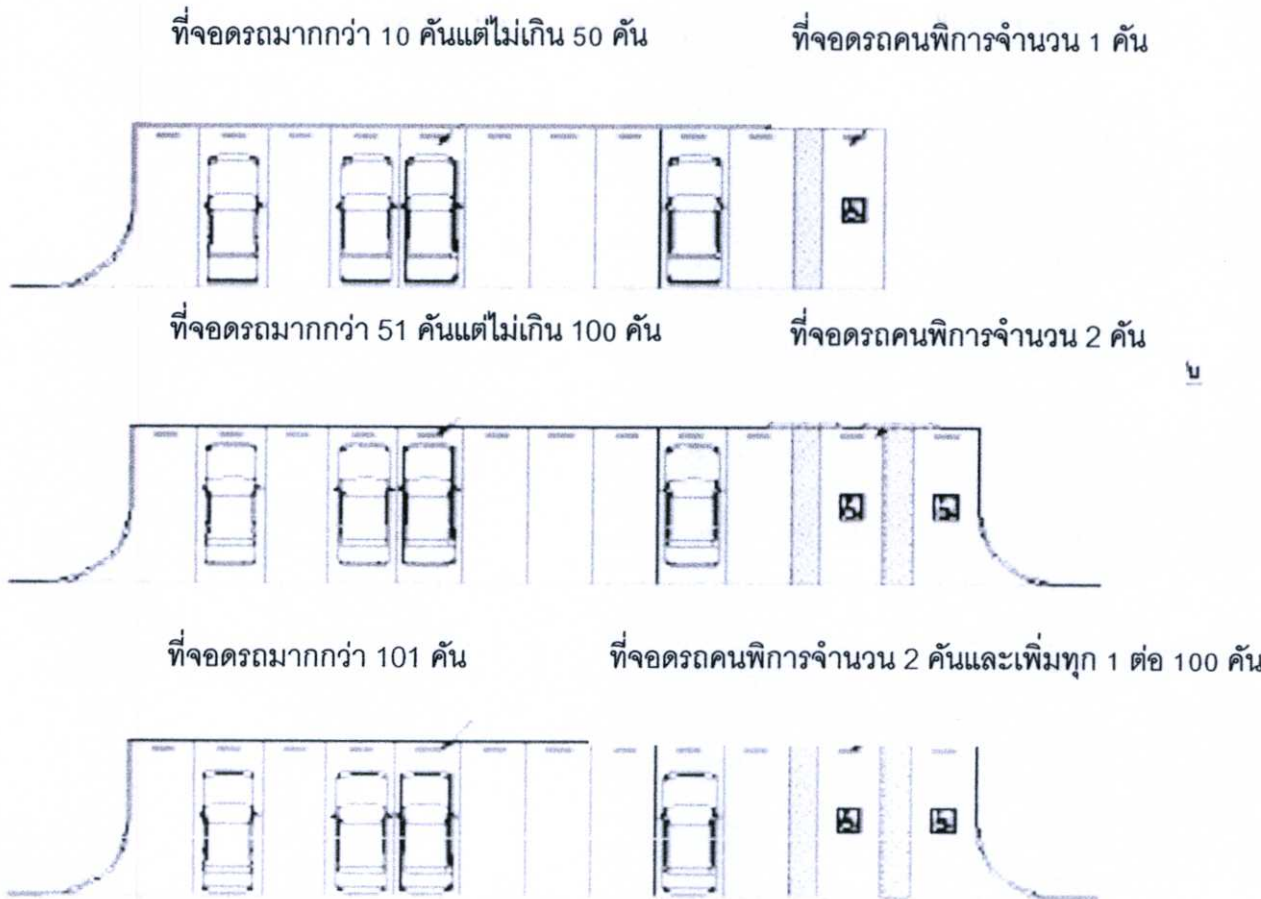 ที่จอดรถมากกว่า 10 คันแต่ไม่เกิน 50 คัน ที่จอดรถคนพิการจำนวน 1 คัน
ที่จอดรถมากกว่า 51 คันแต่ไม่เกิน 100 คัน ที่จอดรถคนพิการจำนวน 2 คัน
ที่จอดรถมากกว่า 101 คัน ที่จอดรถคนพิการจำนวน 2 คันและเพิ่มทุก 1 ต่อ 100 คัน